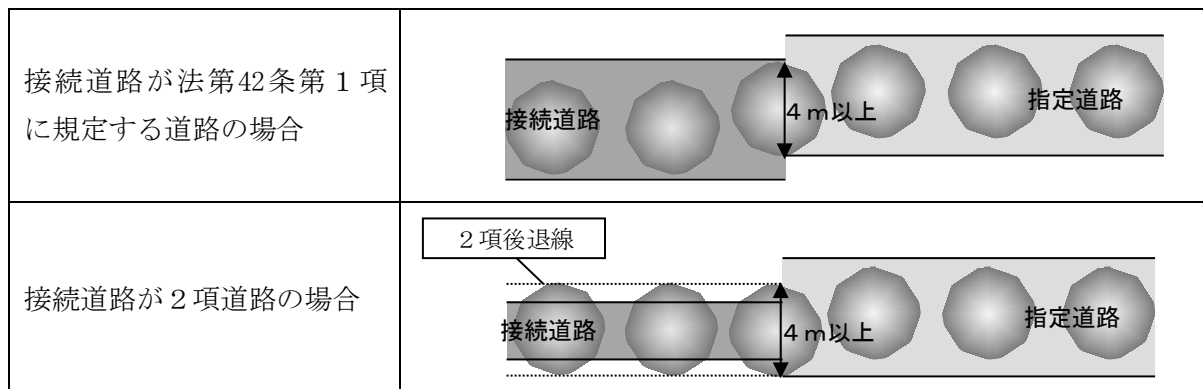 接続道路が法第42条第１項
に規定する道路の場合
接続道路
４ｍ以上
指定道路
２項後退線
接続道路が２項道路の場合
接続道路
４ｍ以上
指定道路